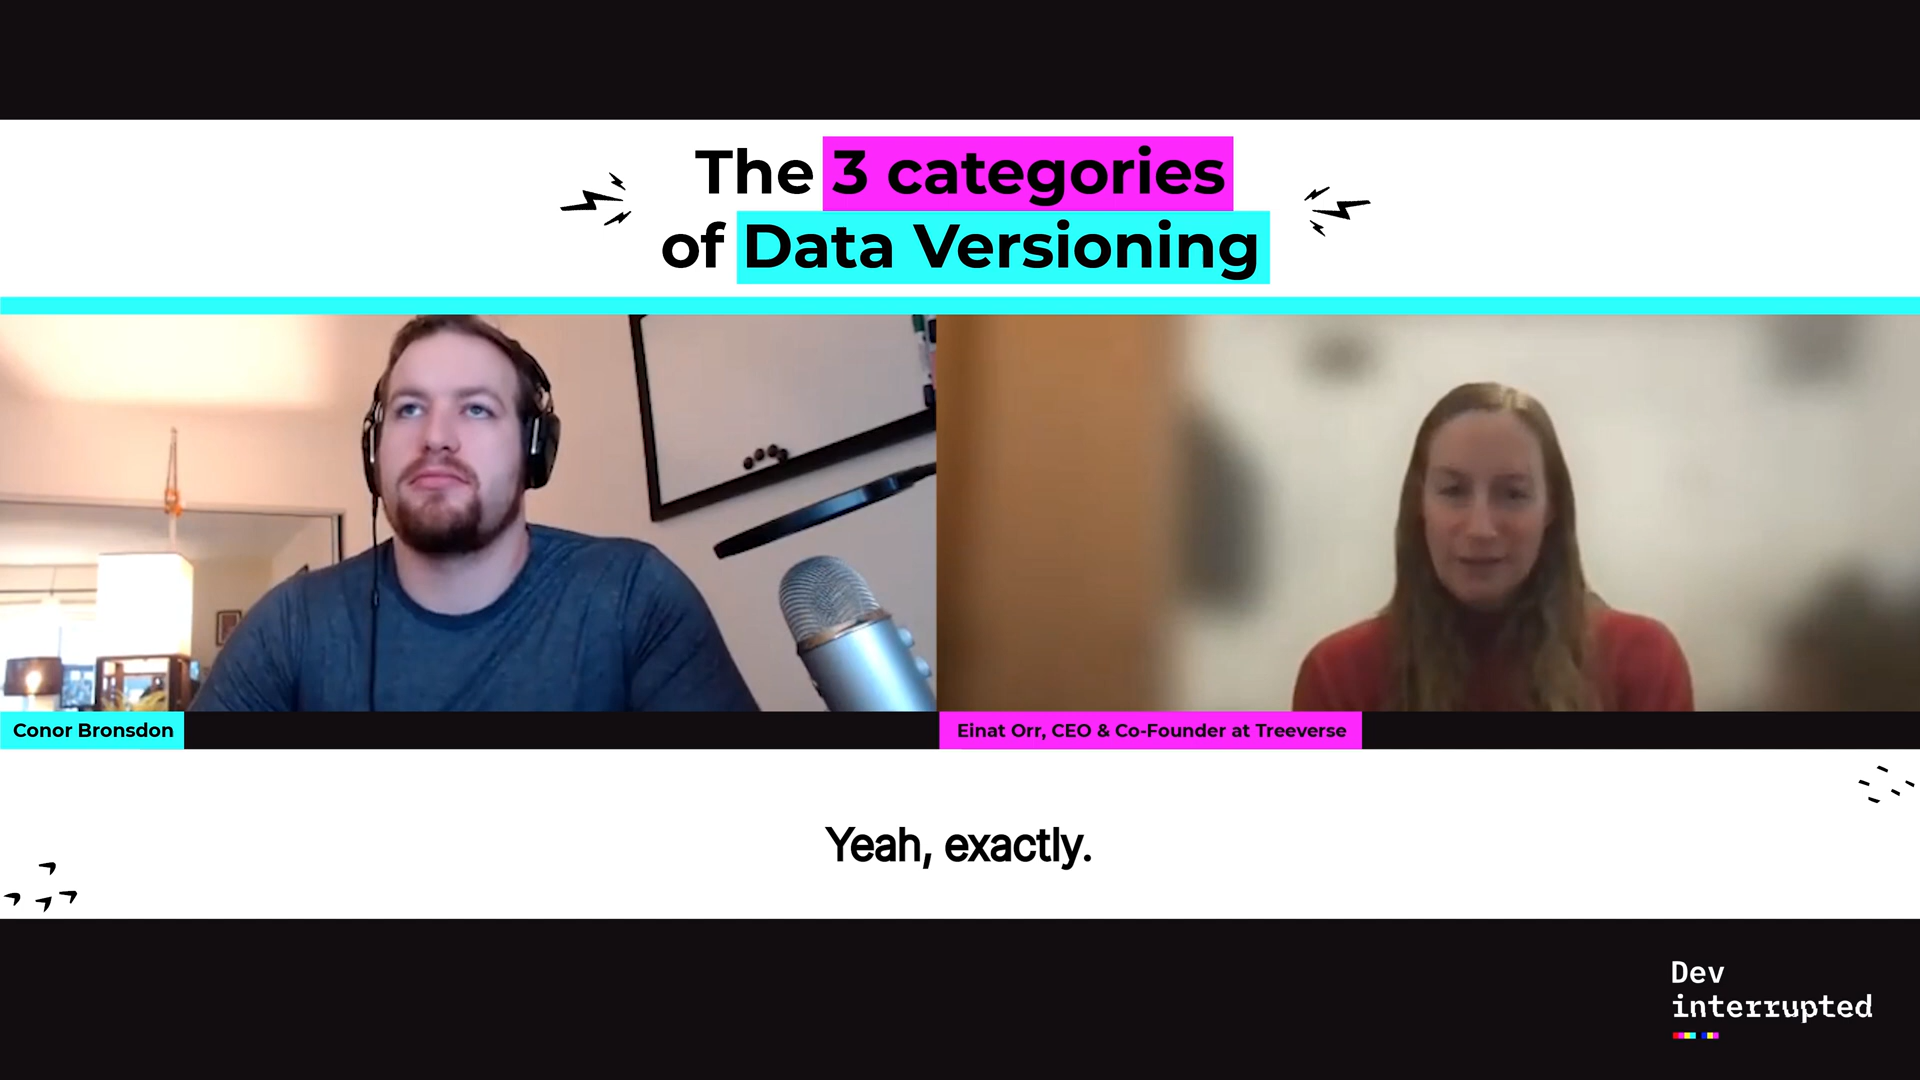 The 3 categories
of Data Versioning
Conor Bronsdon
Einat Orr, CEO & Co-Founder at Treeverse
Yeah, exactly.
Dev
interrupted